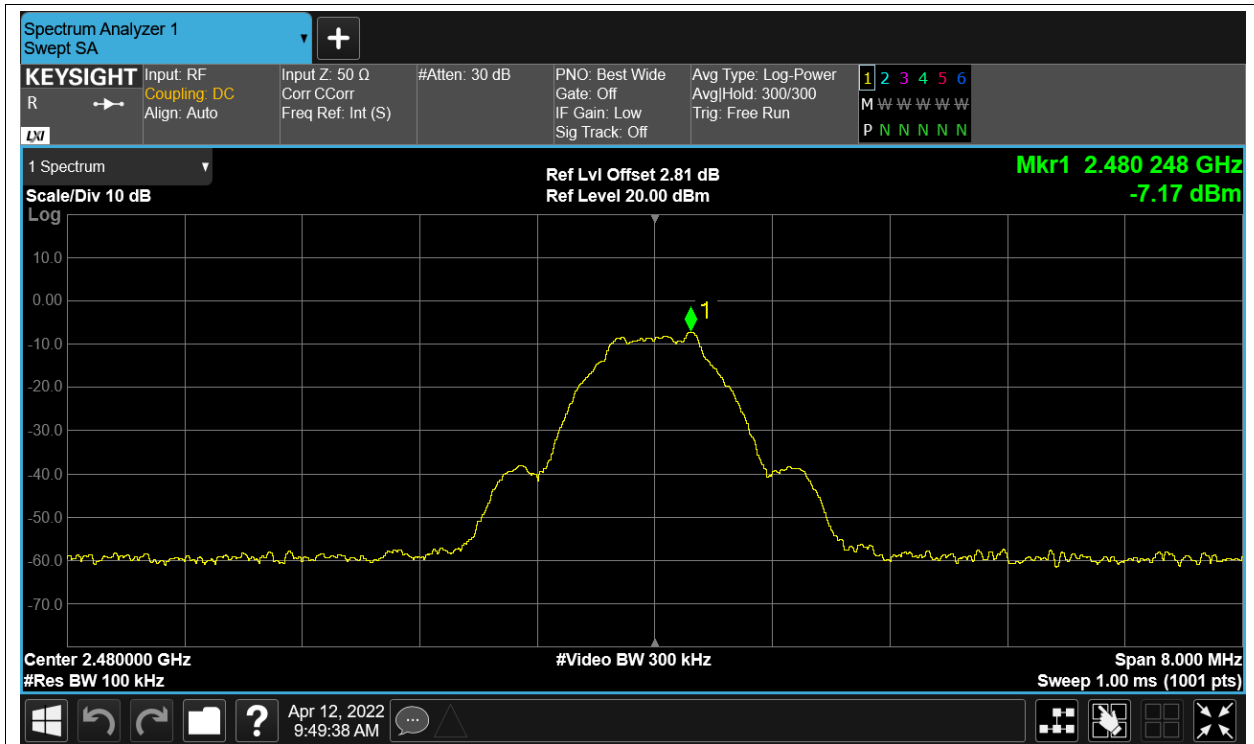 Spectrum Analyzer 1
Swept SA
+
KEYSIGHT
R
LXI
Input: RF
Coupling: DC
Align: Auto
Input Z: 50 Ω
Corr CCorr
Freq Ref: Int (S)
#Atten: 30 dB
PNO: Best Wide
Gate: Off
IF Gain: Low
Sig Track: Off
Avg Type: Log-Power
Avg|Hold: 300/300
Trig: Free Run
1 2 3 4 5 6
M W W W W W
P N N N N N
1 Spectrum
Scale/Div 10 dB
Log
Ref Lvl Offset 2.81 dB
Ref Level 20.00 dBm
Mkr1 2.480 248 GHz
-7.17 dBm
10.0
0.00
-10.0
-20.0
-30.0
-40.0
-50.0
-60.0
-70.0
1
Center 2.480000 GHz
#Res BW 100 kHz
#Video BW 300 kHz
Span 8.000 MHz
Sweep 1.00 ms (1001 pts)
?
Apr 12, 2022
9:49:38 AM